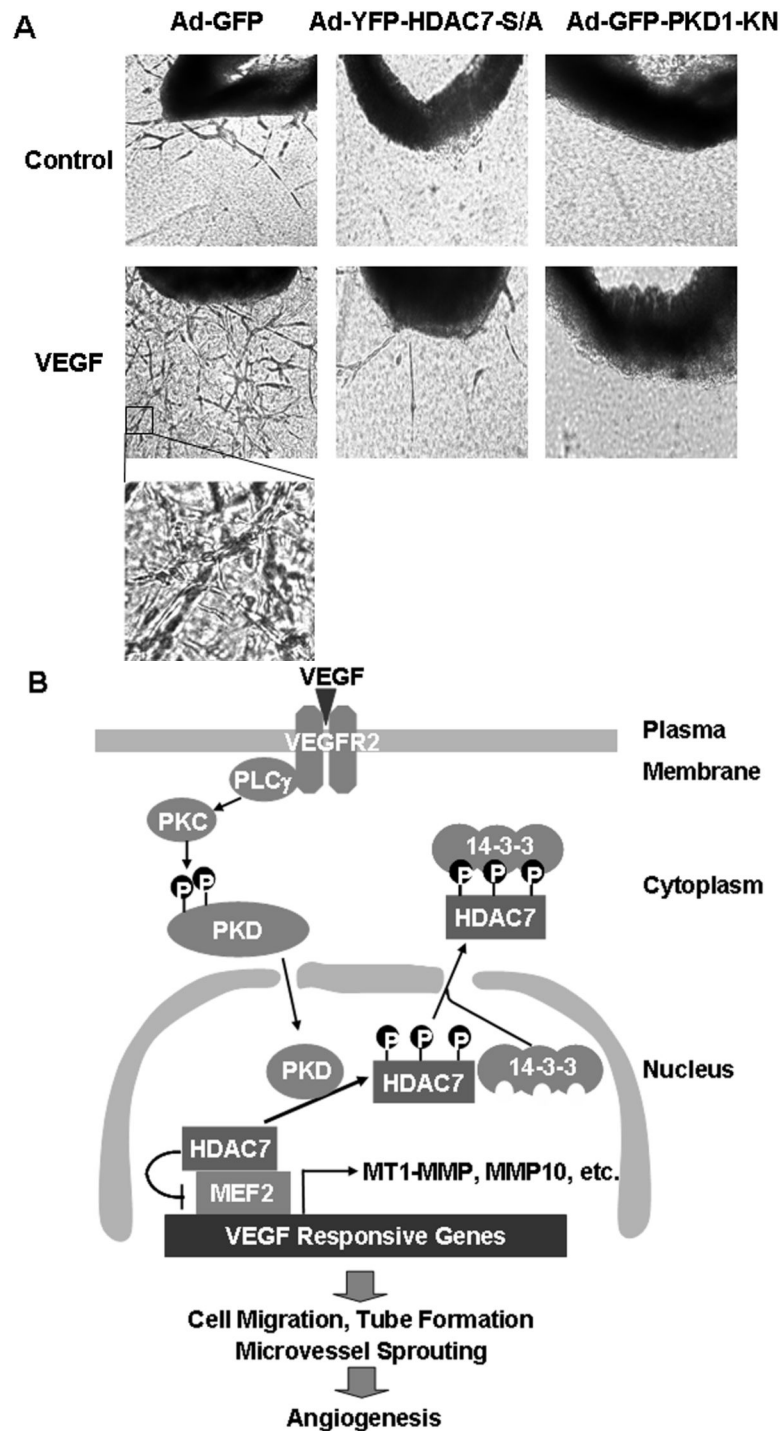 A
Ad-GFP Ad-YFP-HDAC7-S/A Ad-GFP-PKD1-KN
Control
VEGF
B
VEGF
VEGFR2
Plasma
Membrane
PLCγ
PKC
14-3-3
P P P
HDAC7
Cytoplasm
P P
PKD
P P P
PKD
HDAC7
14-3-3
Nucleus
HDAC7
MEF2
MT1-MMP, MMP10, etc.
VEGF Responsive Genes
Cell Migration, Tube Formation
Microvessel Sprouting
Angiogenesis